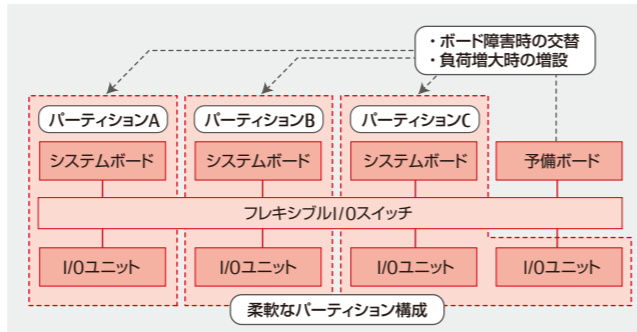 ・ボード障害時の交替
・負荷増大時の増設
パーティションA
パーティションB
パーティションC
システムボード
システムボード
システムボード
予備ボード
フレキシブルI/Oスイッチ
I/Oユニット
I/Oユニット
I/Oユニット
I/Oユニット
柔軟なパーティション構成